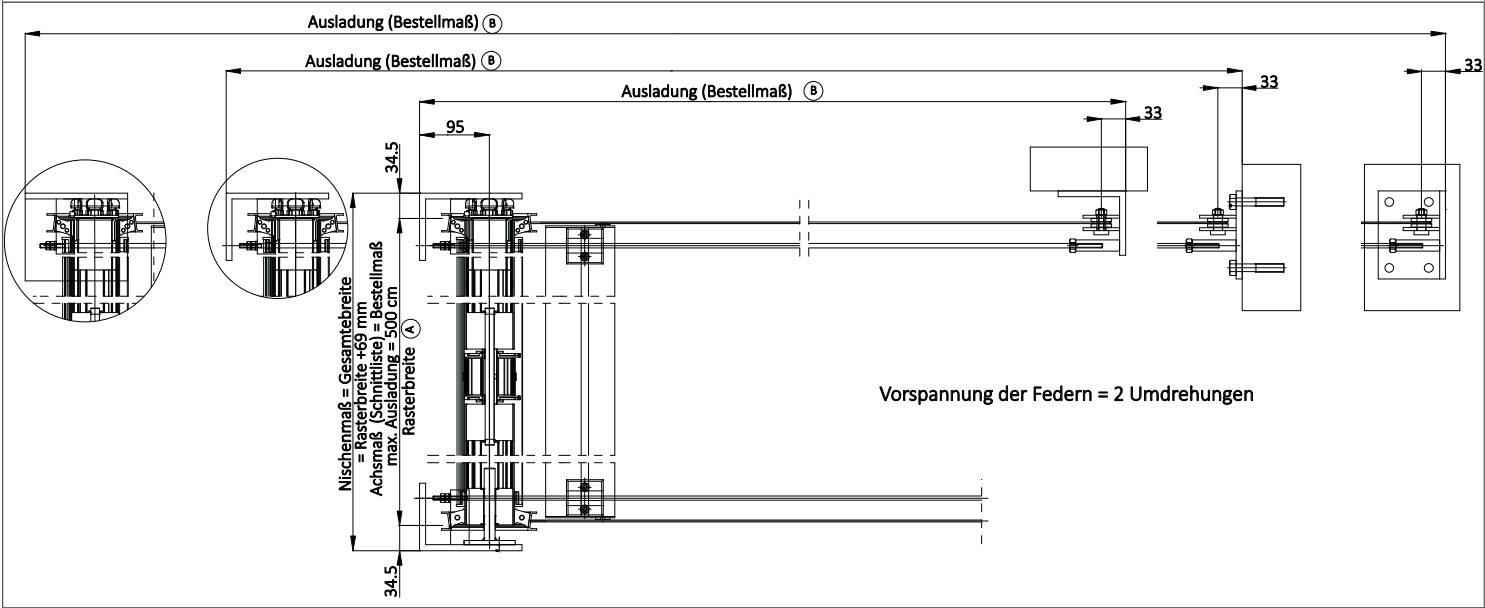 Ausladung (Bestellmaß) B
Ausladung (Bestellmaß) B
33
33
Ausladung (Bestellmaß) B
33
95
34.5
Nischenmaß = Gesamtebreite
= Rasterbreite +69 mm
Achsmaß (Schnittliste) = Bestellmaß
max. Ausladung = 500 cm
Rasterbreite A
Vorspannung der Federn = 2 Umdrehungen
34.5